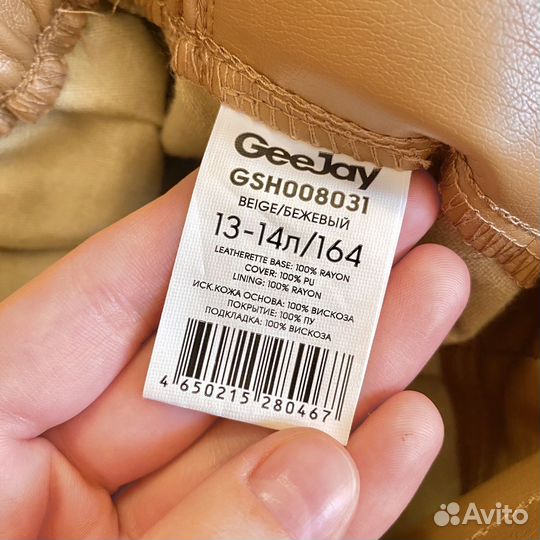 GeeJay
GSH008031
BEIGE/БЕЖЕВЫЙ
13-14л/164
LEATHERETTE BASE: 100% RAYON
COVER: 100% PU
LINING: 100% RAYON
ИСК.КОЖА ОСНОВА: 100% ВИСКОЗА
ПОКРЫТИЕ: 100% ПУ
ПОДКЛАДКА: 100% ВИСКОЗА
4 650215 280467
Avito